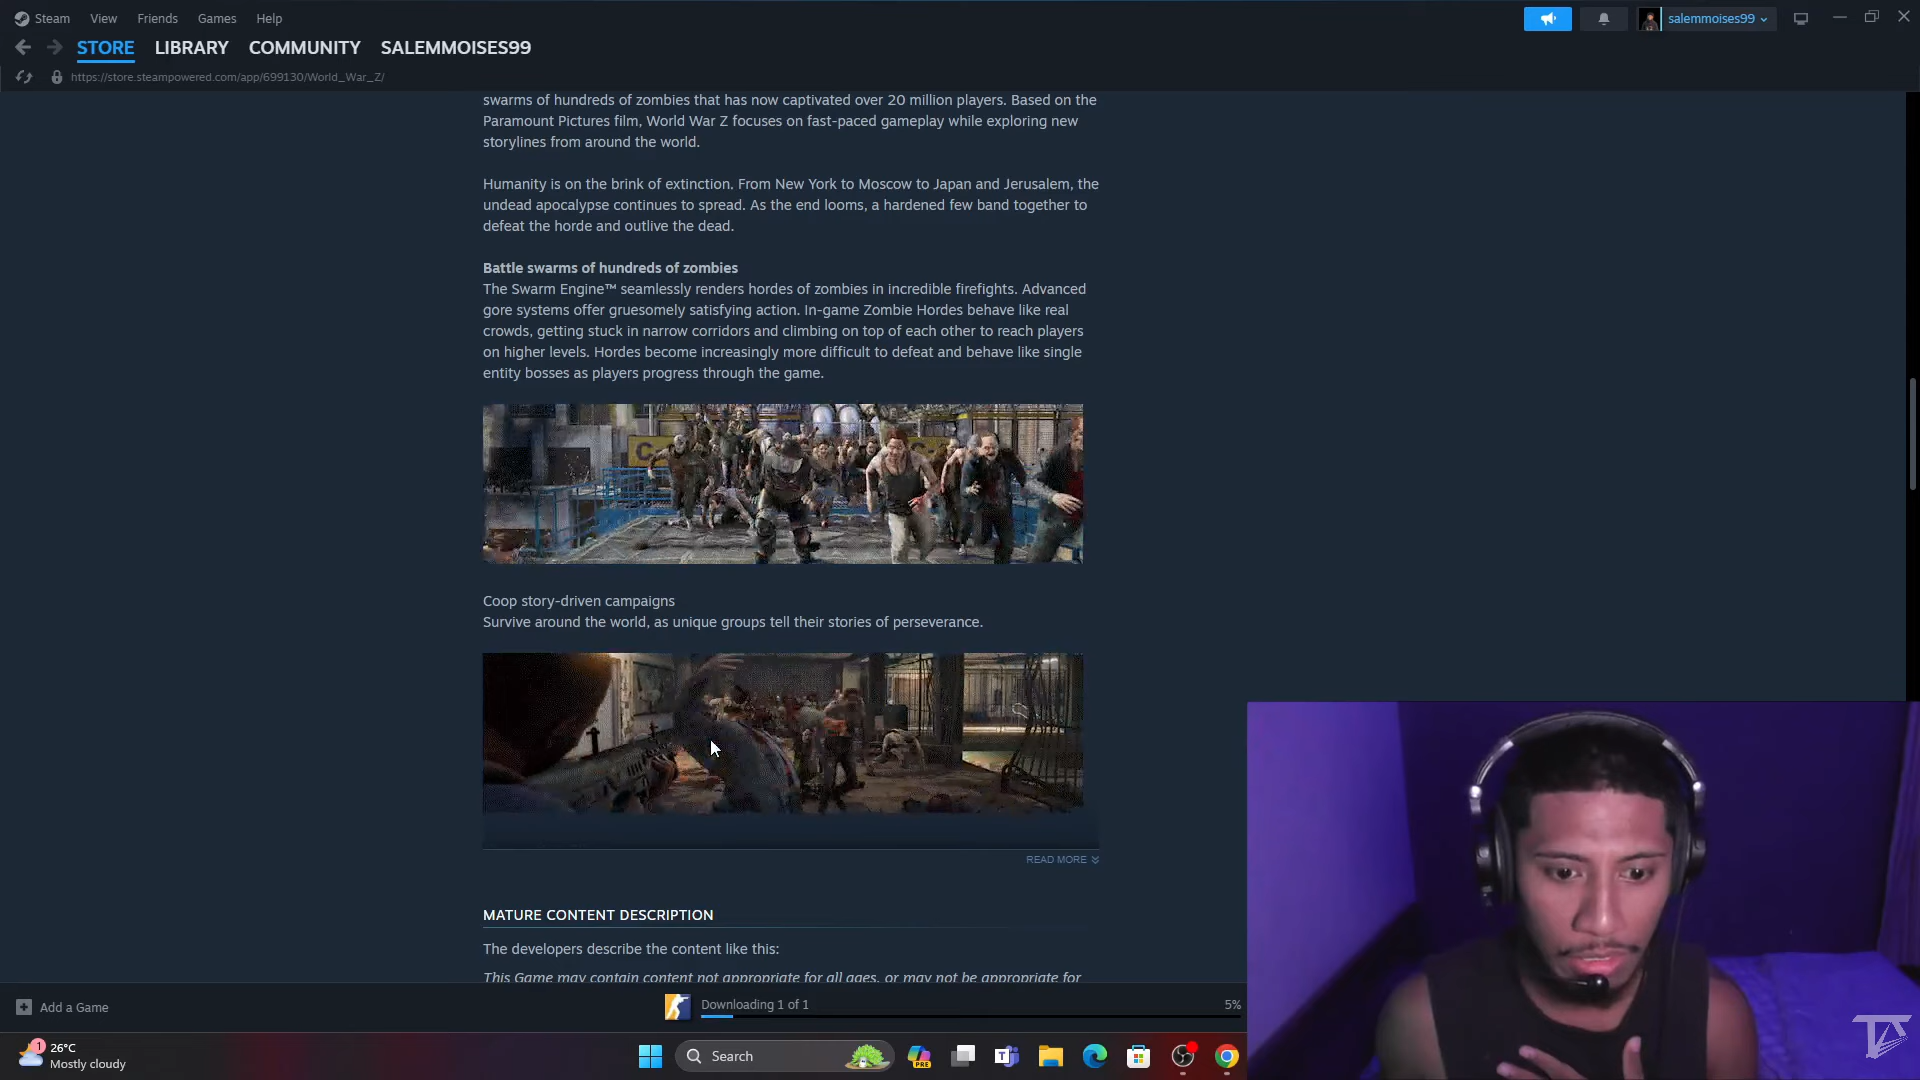 Steam View Friends Games Help
salemmoises99
STORE LIBRARY COMMUNITY SALEMMOISES99
https://store.steampowered.com/app/699130/World_War_Z/
swarms of hundreds of zombies that has now captivated over 20 million players. Based on the
Paramount Pictures film, World War Z focuses on fast-paced gameplay while exploring new
storylines from around the world.
Humanity is on the brink of extinction. From New York to Moscow to Japan and Jerusalem, the
undead apocalypse continues to spread. As the end looms, a hardened few band together to
defeat the horde and outlive the dead.
Battle swarms of hundreds of zombies
The Swarm Engine™ seamlessly renders hordes of zombies in incredible firefights. Advanced
gore systems offer gruesomely satisfying action. In-game Zombie Hordes behave like real
crowds, getting stuck in narrow corridors and climbing on top of each other to reach players
on higher levels. Hordes become increasingly more difficult to defeat and behave like single
entity bosses as players progress through the game.
Coop story-driven campaigns
Survive around the world, as unique groups tell their stories of perseverance.
READ MORE
MATURE CONTENT DESCRIPTION
The developers describe the content like this:
This Game may contain content not appropriate for all ages, or may not be appropriate for
Add a Game
Downloading 1 of 1
5%
1
26°C
Mostly cloudy
Search
PRE